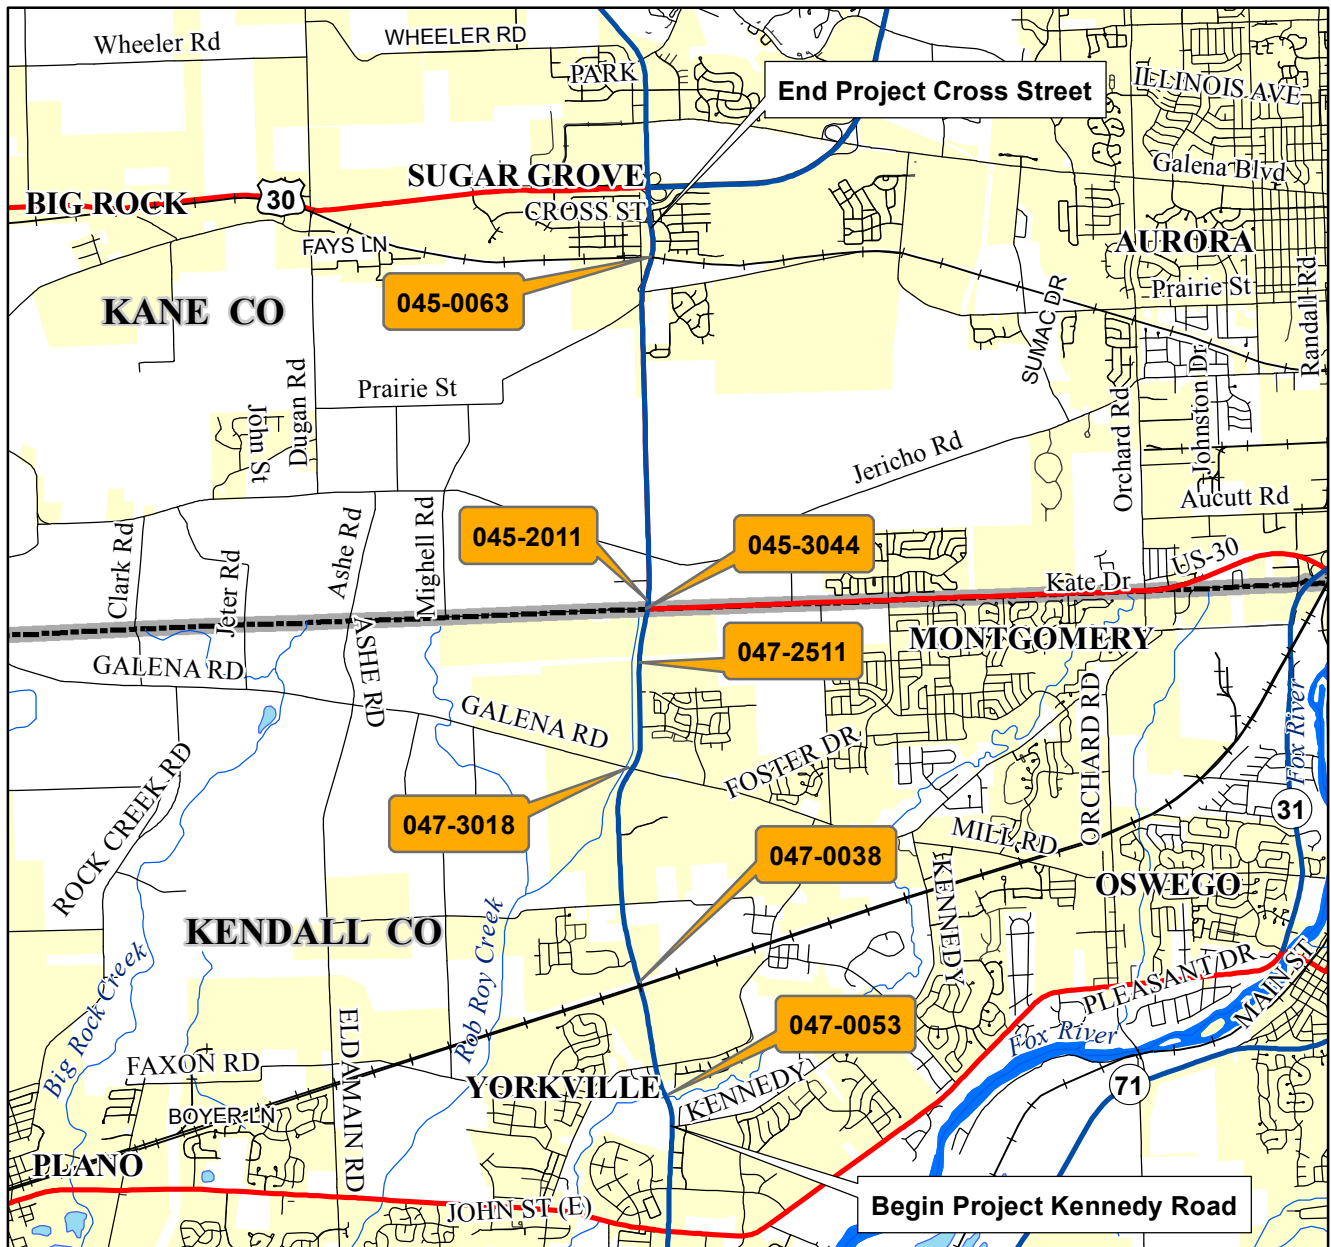 Wheeler Rd
WHEELER RD
PARK
End Project Cross Street
ILLINOIS AVE
Galena Blvd
SUGAR GROVE
BIG ROCK
30
CROSS ST
FAYS LN
AURORA
045-0063
KANE CO
SUMAC DR
Prairie St
Randall Rd
Prairie St
Dugan Rd
John St
Johnston Dr
Orchard Rd
Jericho Rd
Aucutt Rd
Clark Rd
Jeter Rd
Ashe Rd
Mighell Rd
045-2011
045-3044
US-30
Kate Dr
047-2511
MONTGOMERY
GALENA RD
ASHE RD
GALENA RD
FOSTER DR
ORCHARD RD
Fox River
31
ROCK CREEK RD
047-3018
MILL RD
047-0038
KENNEDY
OSWEGO
KENDALL CO
Rob Roy Creek
Big Rock Creek
PLEASANT DR
MAIN ST
047-0053
Fox River
ELDAMAIN RD
FAXON RD
YORKVILLE
KENNEDY
71
BOYER LN
PLANO
JOHN ST (E)
Begin Project Kennedy Road